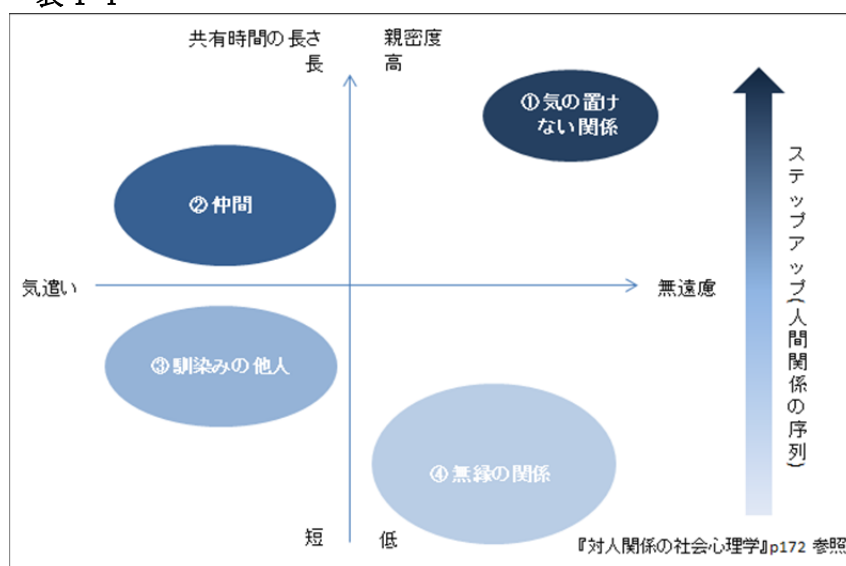 表1-1
共有時間の長さ
長
親密度
高
①気の置け
ない関係
②仲間
気遣い
無遠慮
③馴染みの他人
④無縁の関係
短
低
ステップアップ(人間関係の序列)
『対人関係の社会心理学』p172 参照